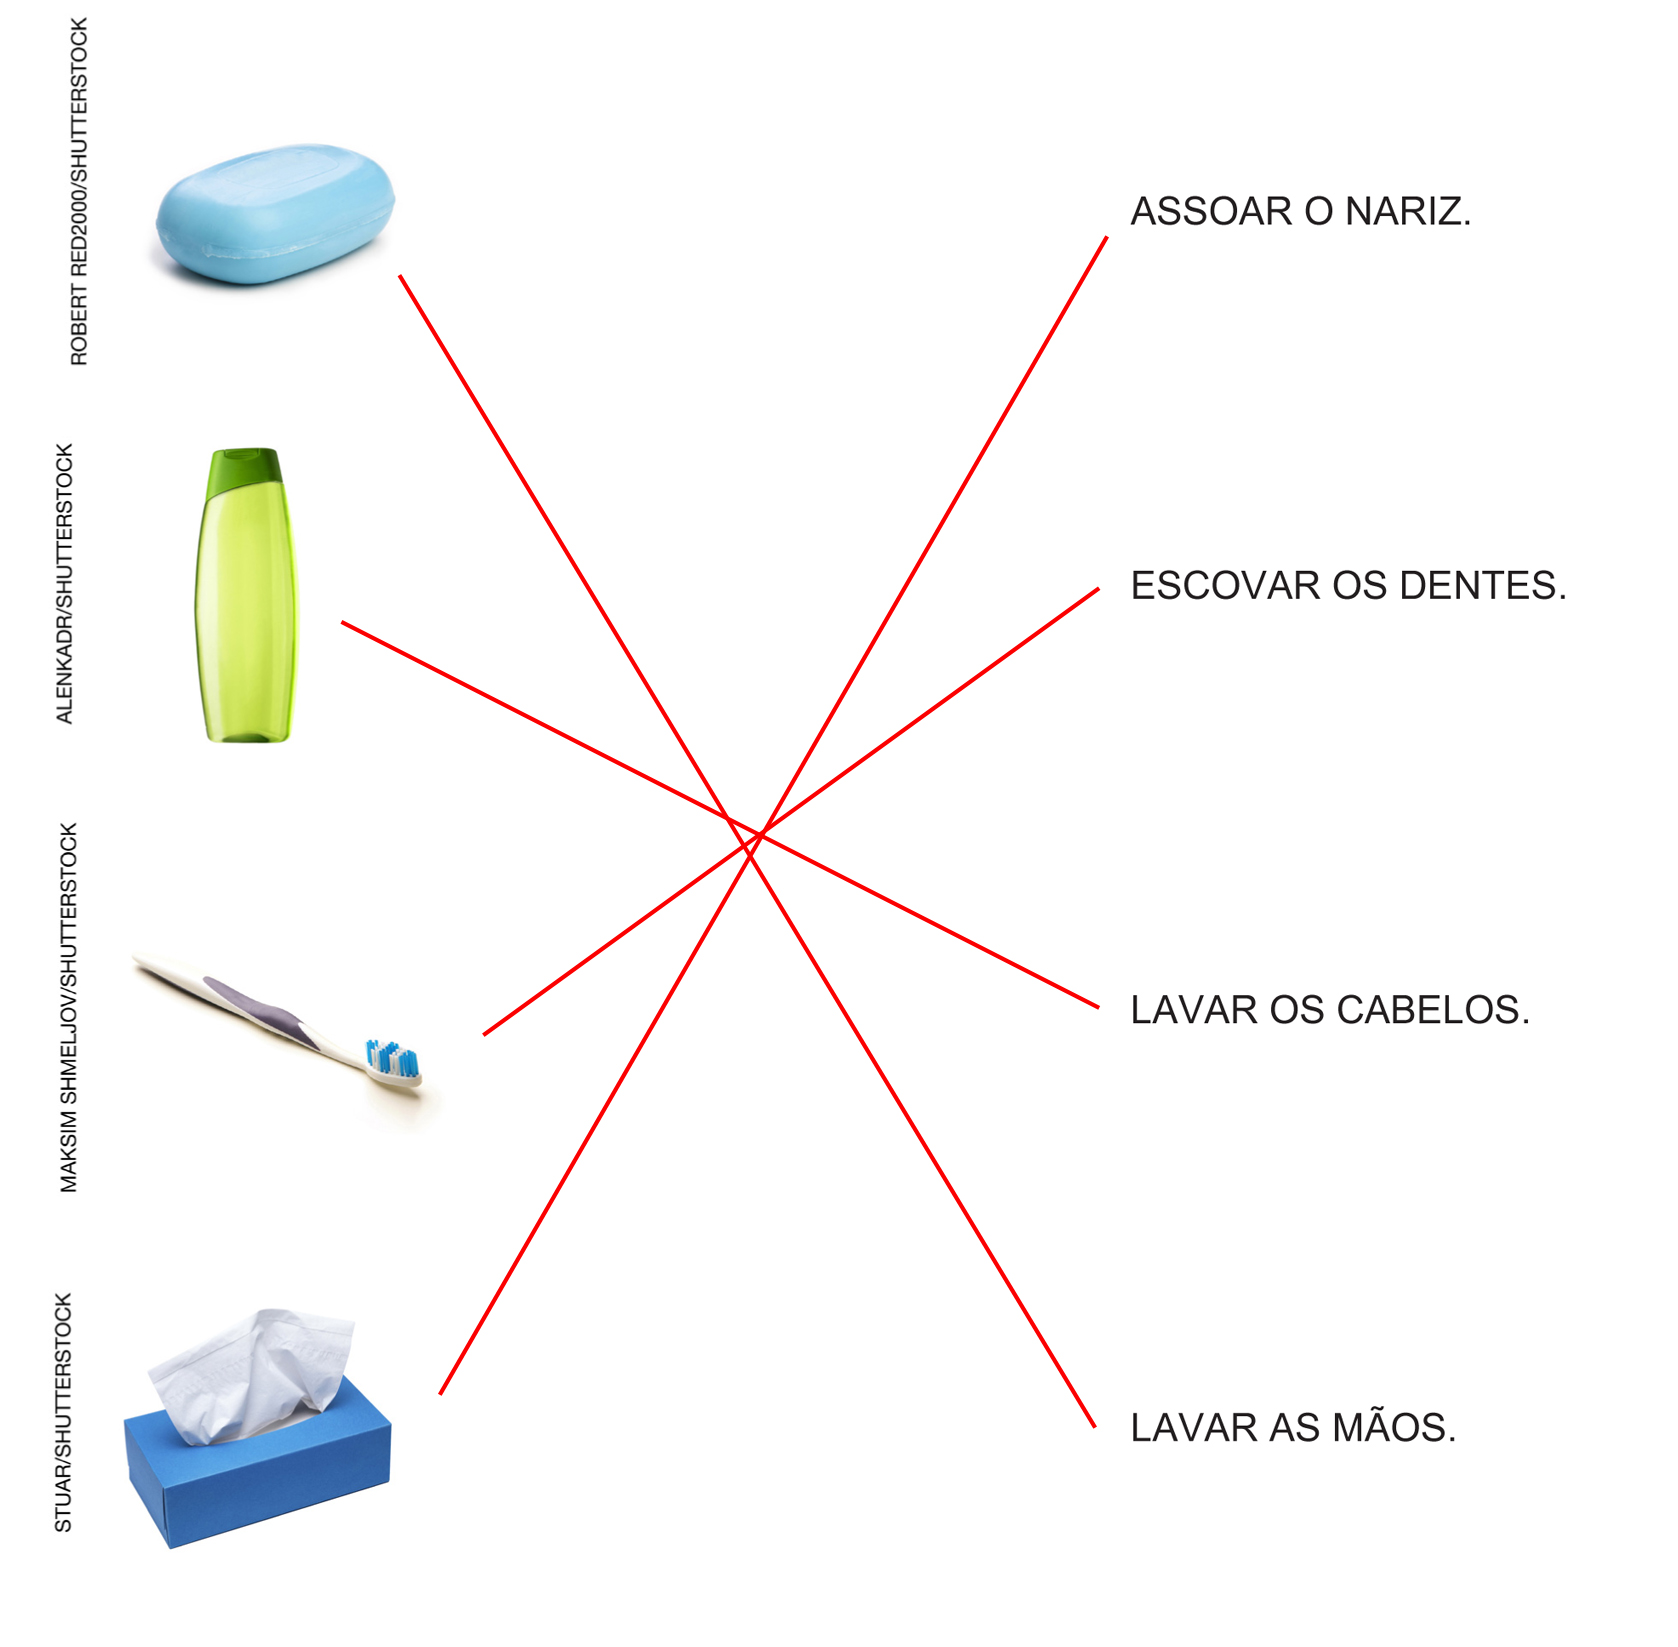 ROBERT RED2000/SHUTTERSTOCK
ASSOAR O NARIZ.
ALENKADR/SHUTTERSTOCK
ESCOVAR OS DENTES.
MAKSIM SHMELJOV/SHUTTERSTOCK
LAVAR OS CABELOS.
STUAR/SHUTTERSTOCK
LAVAR AS MÃOS.